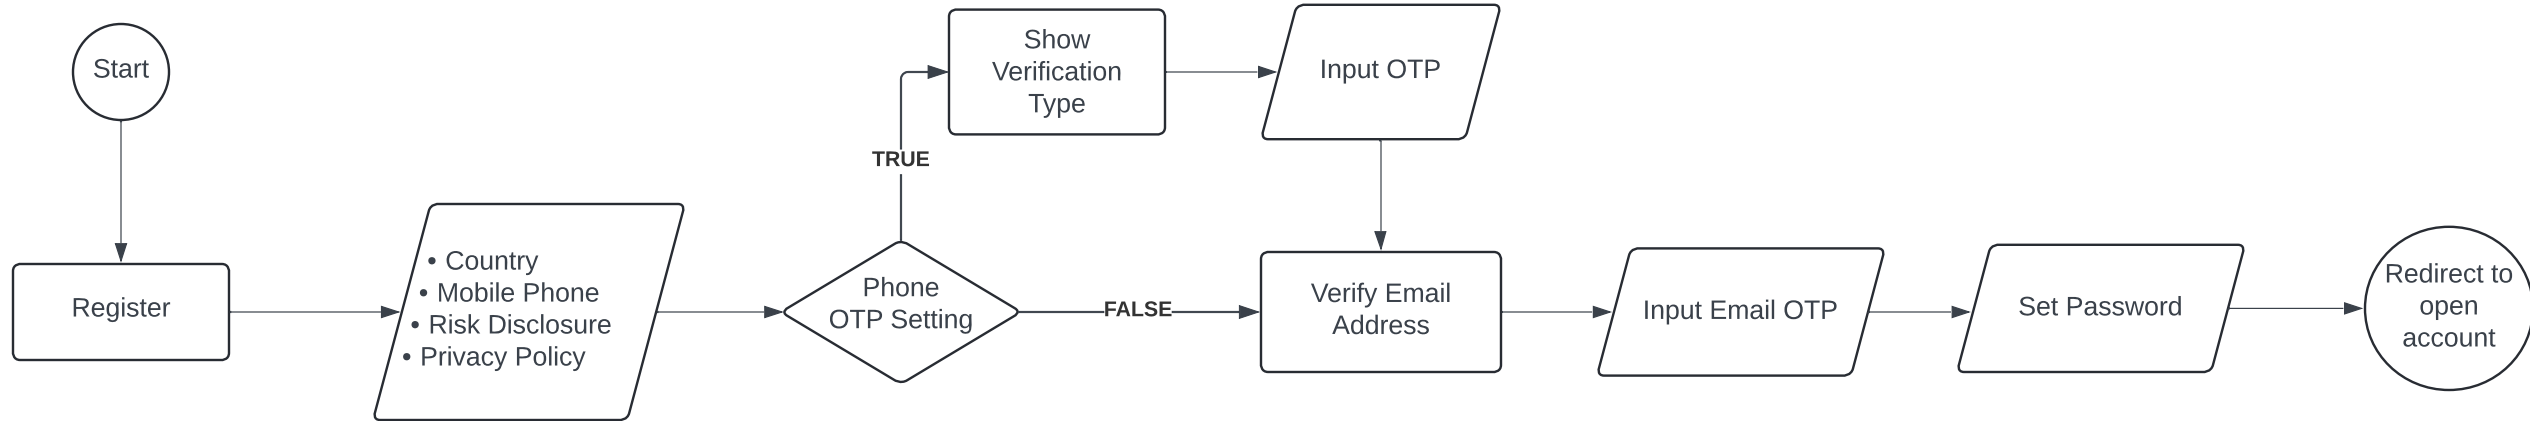 Start
Register
• Country
• Mobile Phone
• Risk Disclosure
• Privacy Policy
Phone
OTP Setting
TRUE
Show
Verification
Type
Input OTP
FALSE
Verify Email
Address
Input Email OTP
Set Password
Redirect to
open
account